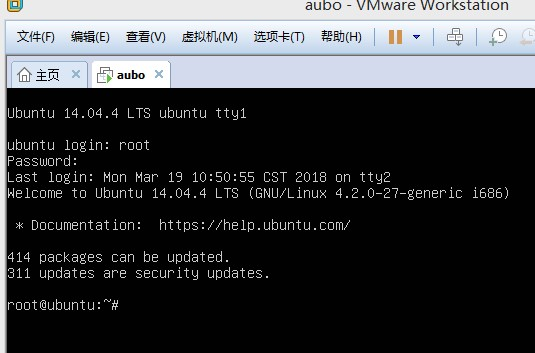 aubo - VMware Workstation
文件(F) 编辑(E) 查看(V) 虚拟机(M) 选项卡(T) 帮助(H)
主页 aubo
Ubuntu 14.04.4 LTS ubuntu tty1
ubuntu login: root
Password:
Last login: Mon Mar 19 10:50:55 CST 2018 on tty2
Welcome to Ubuntu 14.04.4 LTS (GNU/Linux 4.2.0-27-generic i686)
* Documentation:  https://help.ubuntu.com/
414 packages can be updated.
311 updates are security updates.
root@ubuntu:~#